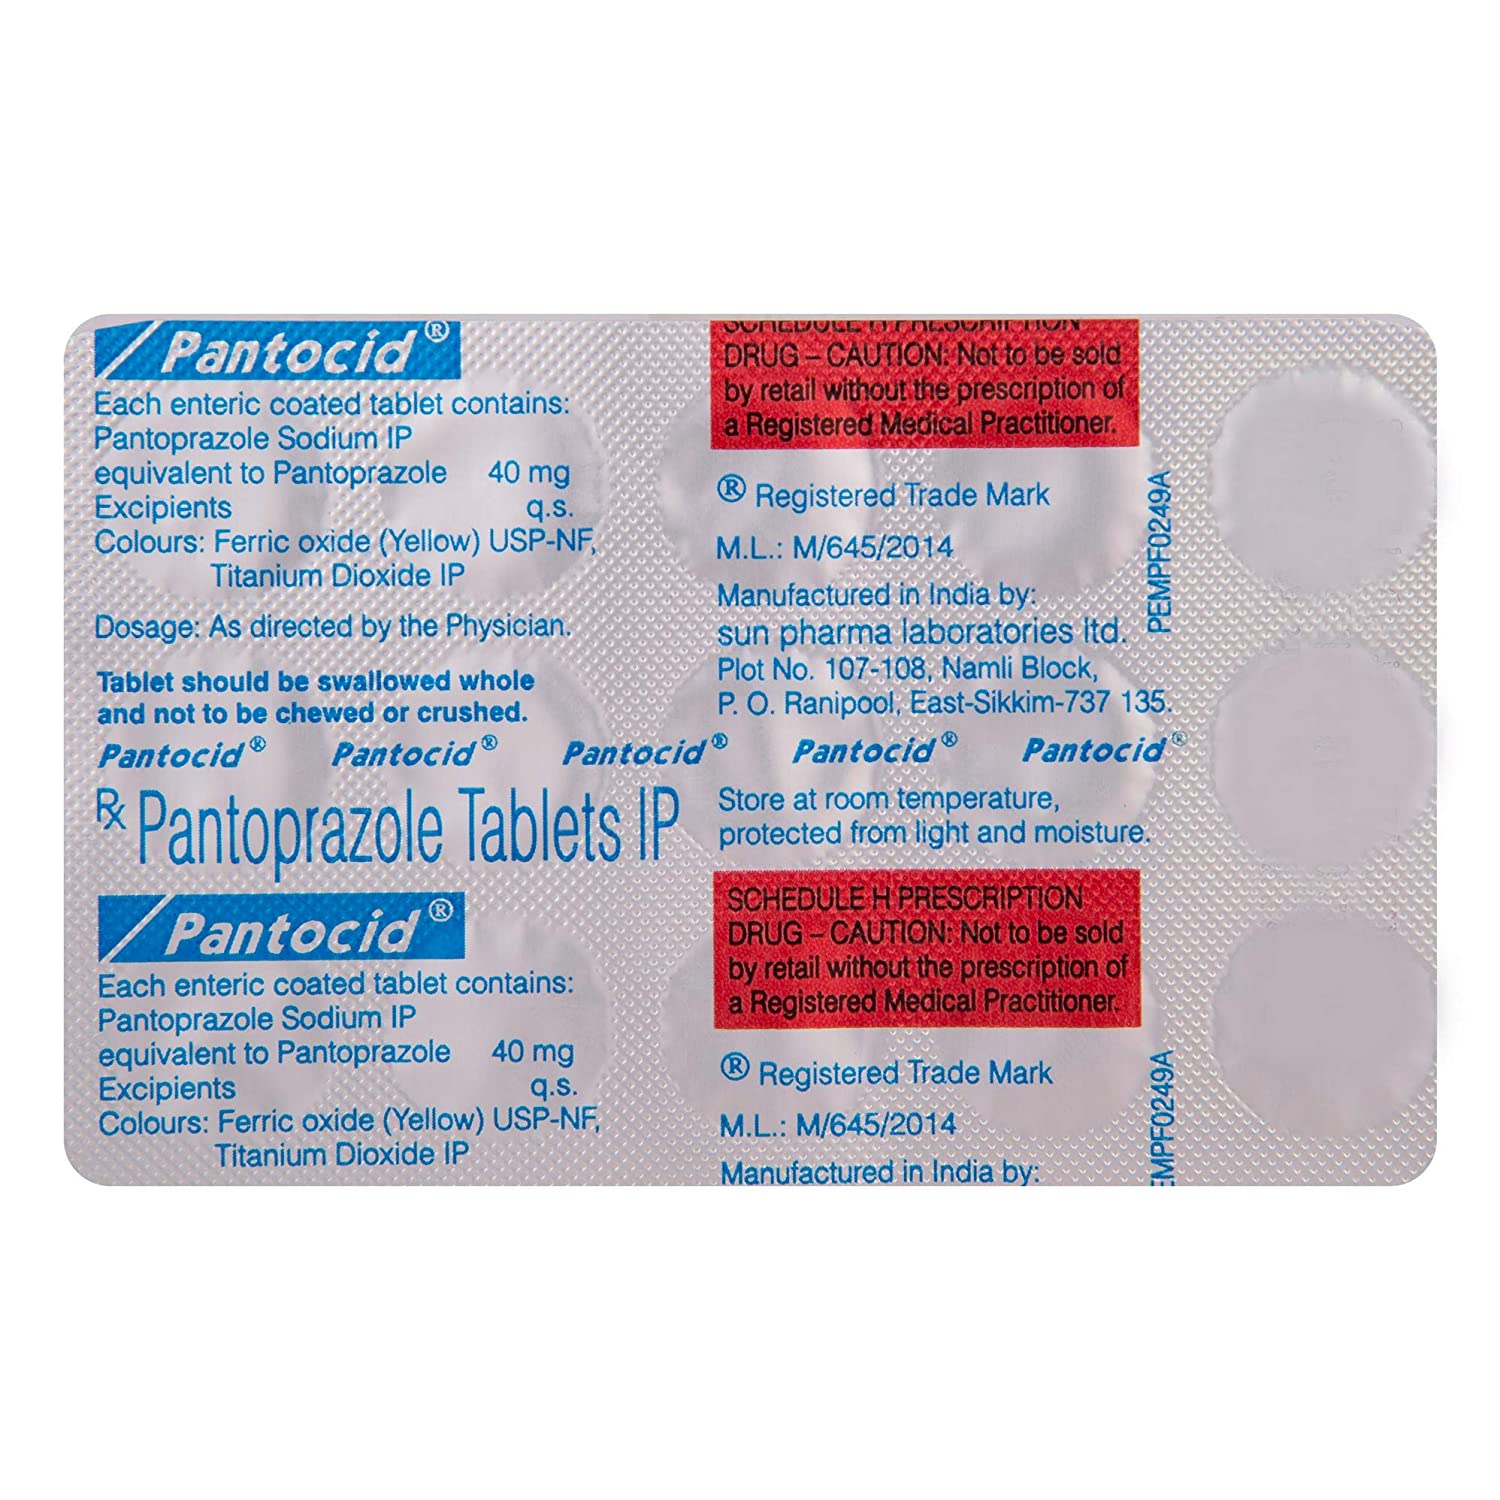 Pantocid®
Each enteric coated tablet contains:
Pantoprazole Sodium IP
equivalent to Pantoprazole 40 mg
Excipients q.s.
Colours: Ferric oxide (Yellow) USP-NF,
Titanium Dioxide IP
Dosage: As directed by the Physician.
Tablet should be swallowed whole
and not to be chewed or crushed.
SCHEDULE H PRESCRIPTION
DRUG – CAUTION: Not to be sold
by retail without the prescription of
a Registered Medical Practitioner.
® Registered Trade Mark
M.L.: M/645/2014
Manufactured in India by:
sun pharma laboratories ltd.
Plot No. 107-108, Namli Block,
P. O. Ranipool, East-Sikkim-737 135.
PEMPF0249A
Pantocid® Pantocid® Pantocid® Pantocid® Pantocid®
Rx Pantoprazole Tablets IP
Store at room temperature,
protected from light and moisture.
Pantocid®
Each enteric coated tablet contains:
Pantoprazole Sodium IP
equivalent to Pantoprazole 40 mg
Excipients q.s.
Colours: Ferric oxide (Yellow) USP-NF,
Titanium Dioxide IP
SCHEDULE H PRESCRIPTION
DRUG – CAUTION: Not to be sold
by retail without the prescription of
a Registered Medical Practitioner.
® Registered Trade Mark
M.L.: M/645/2014
Manufactured in India by:
EMPF0249A